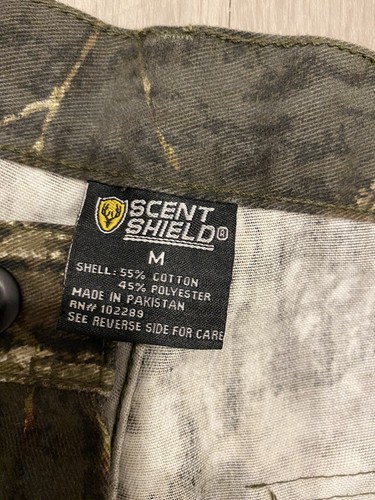 SCENT
SHIELD®
M
SHELL: 55% COTTON
45% POLYESTER
MADE IN PAKISTAN
RN# 102289
SEE REVERSE SIDE FOR CARE